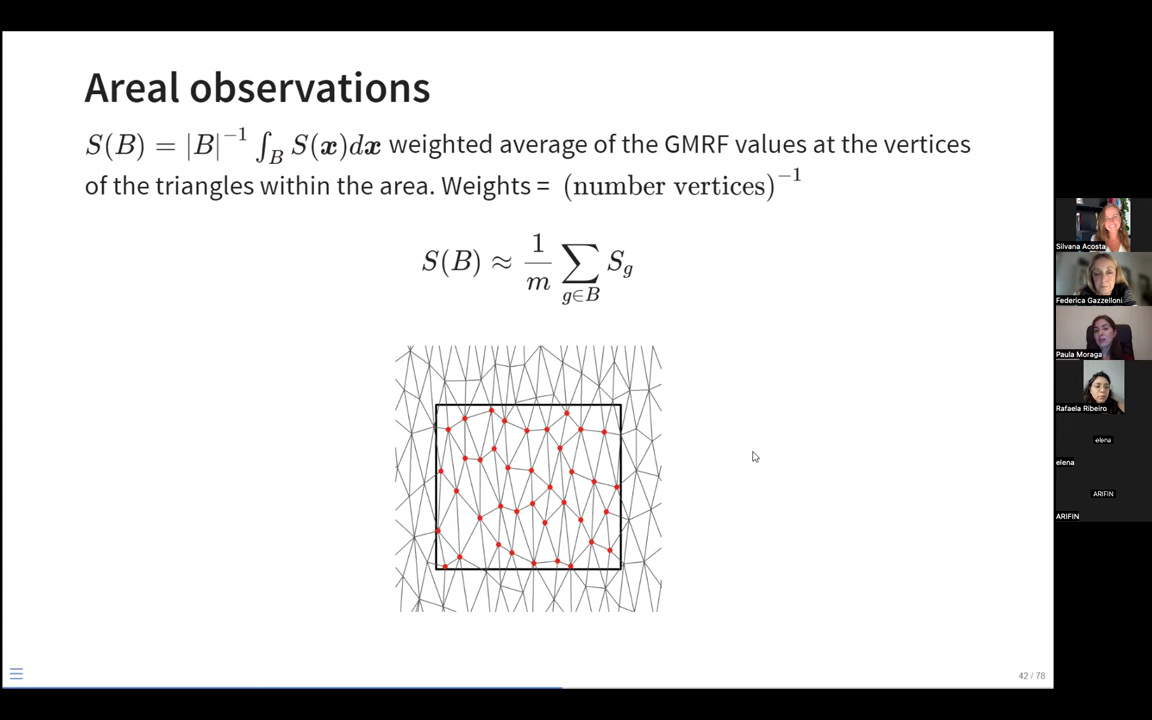 Areal observations
S(B) = |B|⁻¹ ∫_B S(x)dx weighted average of the GMRF values at the vertices
of the triangles within the area. Weights = (number vertices)⁻¹
S(B) ≈ 1/m ∑_{g∈B} S_g
42 / 78
Silvana Acosta
Federica Gazzelloni
Paula Moraga
Rafaela Ribeiro
elena
elena
ARIFIN
ARIFIN